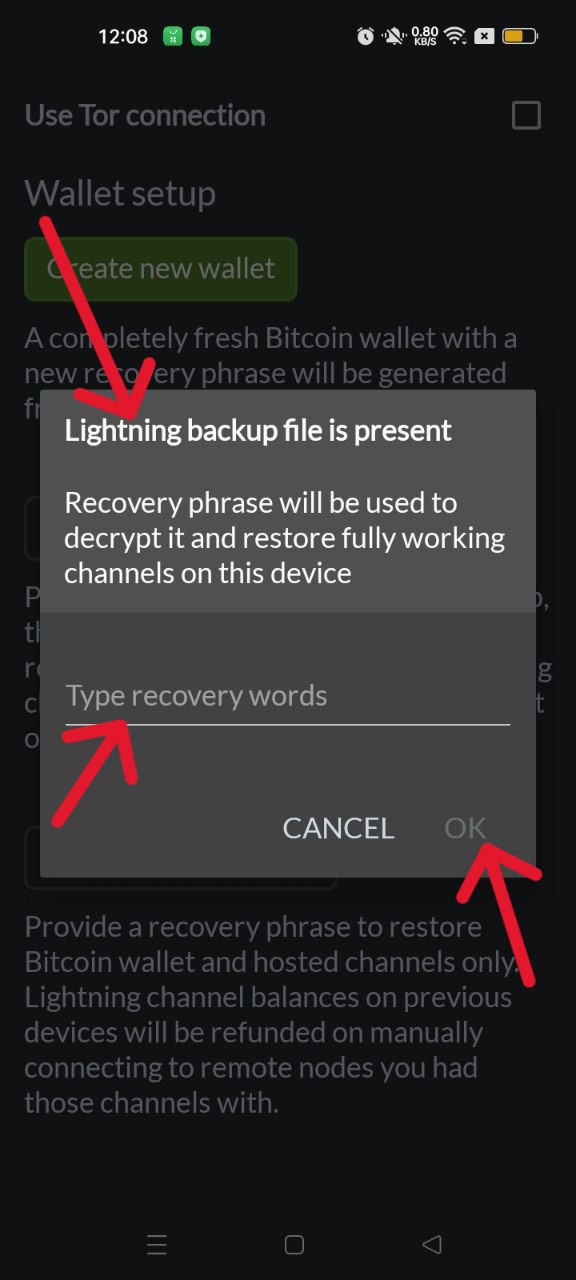 12:08
0.80
KB/S
Use Tor connection
Wallet setup
Create new wallet
A completely fresh Bitcoin wallet with a
new recovery phrase will be generated
Lightning backup file is present
Recovery phrase will be used to
decrypt it and restore fully working
channels on this device
Type recovery words
CANCEL OK
Provide a recovery phrase to restore
Bitcoin wallet and hosted channels only.
Lightning channel balances on previous
devices will be refunded on manually
connecting to remote nodes you had
those channels with.